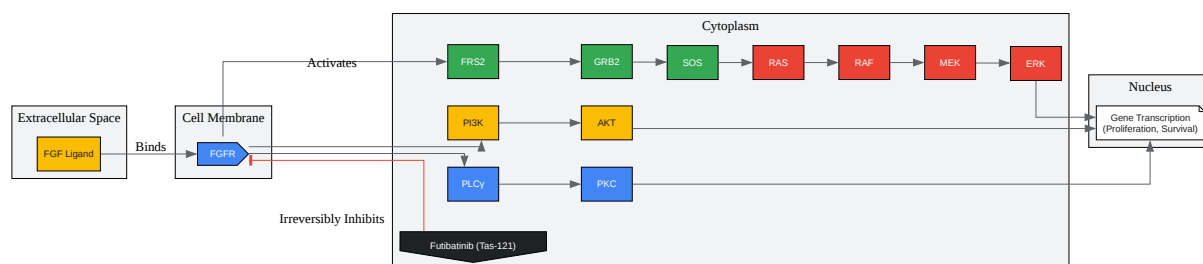 Cytoplasm
Activates
FRS2
GRB2
SOS
RAS
RAF
MEK
ERK
Nucleus
Gene Transcription
(Proliferation, Survival)
Extracellular Space
FGF Ligand
Binds
Cell Membrane
FGFR
PI3K
AKT
PLCγ
PKC
Irreversibly Inhibits
Futibatinib (Tas-121)